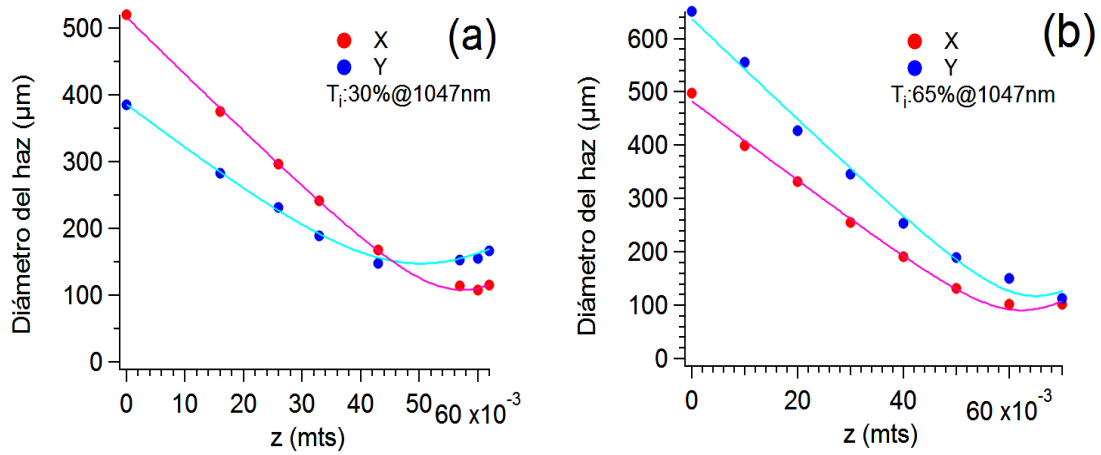 500
400
300
200
100
0
Diámetro del haz (µm)
(a)
X
Y
Ti:30%@1047nm
0
10
20
30
40
50
60 x10-3
z (mts)
600
500
400
300
200
100
0
Diámetro del haz (µm)
(b)
X
Y
Ti:65%@1047nm
0
20
40
60 x10-3
z (mts)